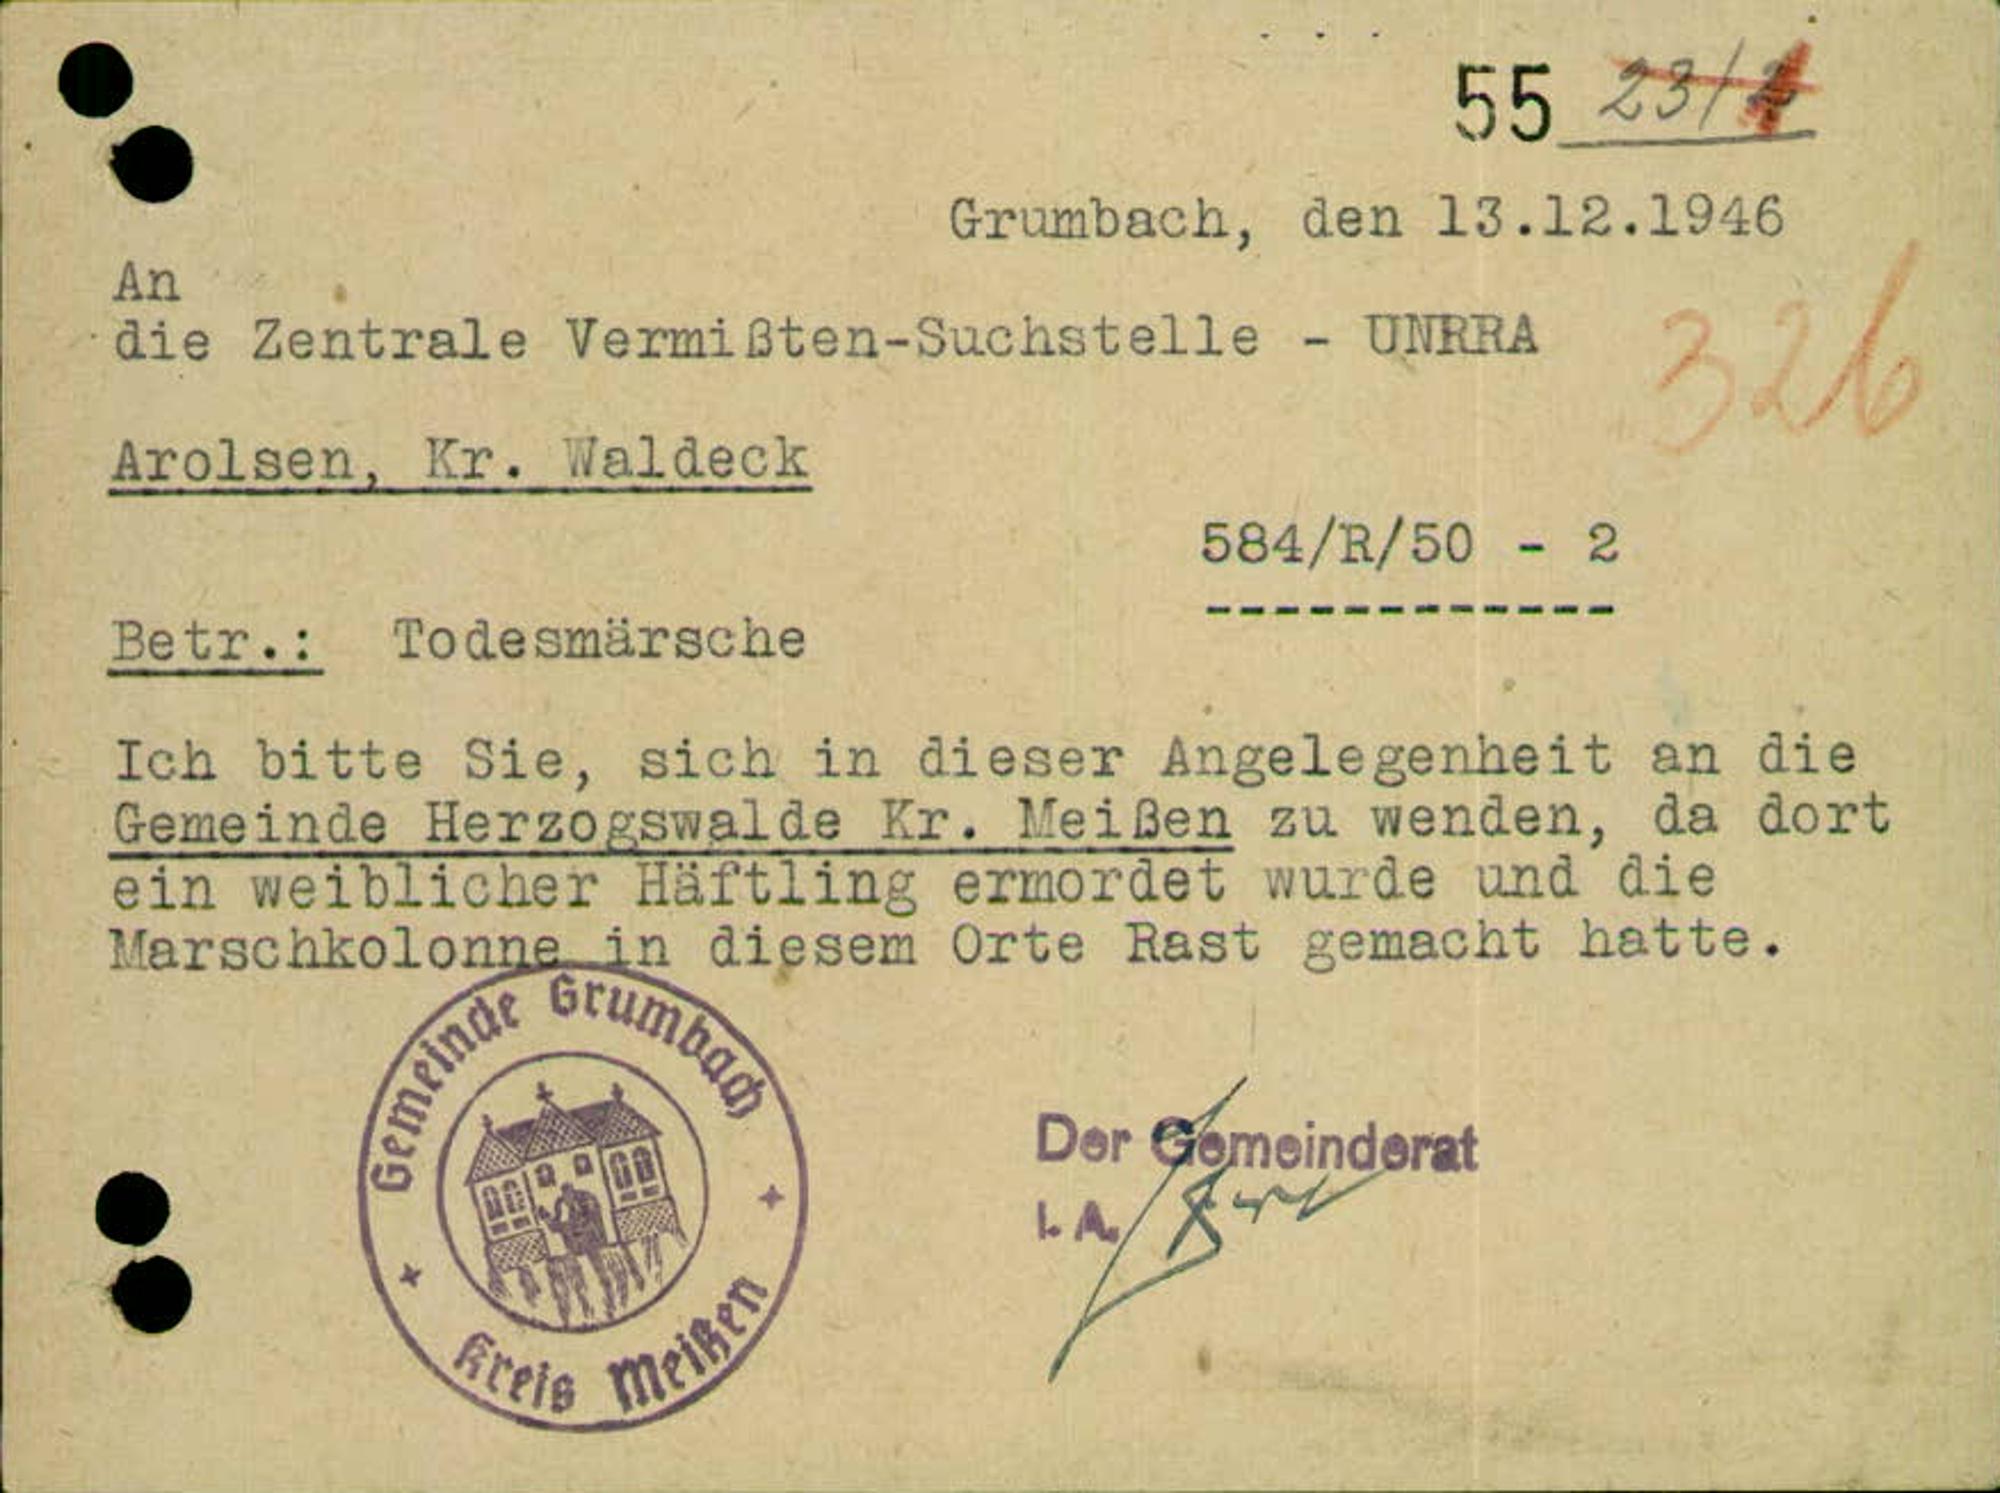 55 23/
Grumbach, den 13.12.1946
An
die Zentrale Vermißten-Suchstelle - UNRRA
326
Arolsen, Kr. Waldeck
584/R/50 - 2
------------
Betr.: Todesmärsche
Ich bitte Sie, sich in dieser Angelegenheit an die
Gemeinde Herzogswalde Kr. Meißen zu wenden, da dort
ein weiblicher Häftling ermordet wurde und die
Marschkolonne in diesem Orte Rast gemacht hatte.
Gemeinde Grumbach
Kreis Meißen
Der Gemeinderat
I. A.